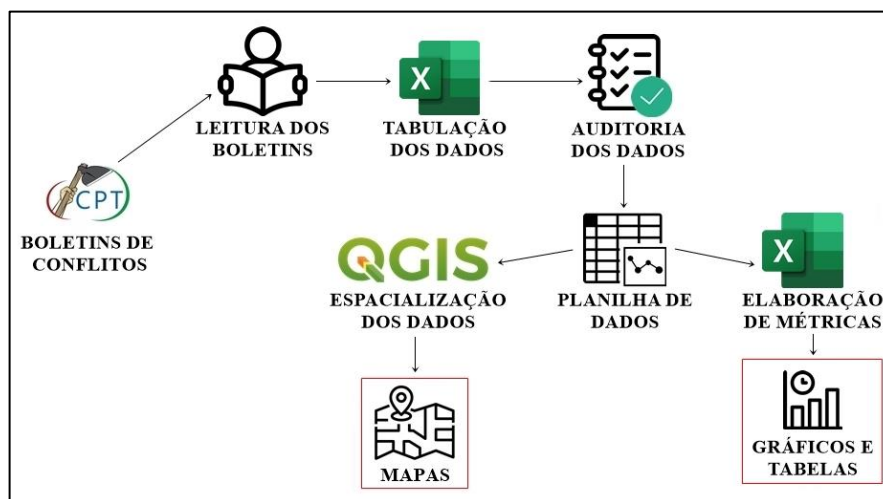 LEITURA DOS
BOLETINS
X
TABULAÇÃO
DOS DADOS
AUDITORIA
DOS DADOS
CPT
BOLETINS DE
CONFLITOS
QGIS
ESPACIALIZAÇÃO
DOS DADOS
PLANILHA DE
DADOS
X
ELABORAÇÃO
DE MÉTRICAS
MAPAS
GRÁFICOS E
TABELAS